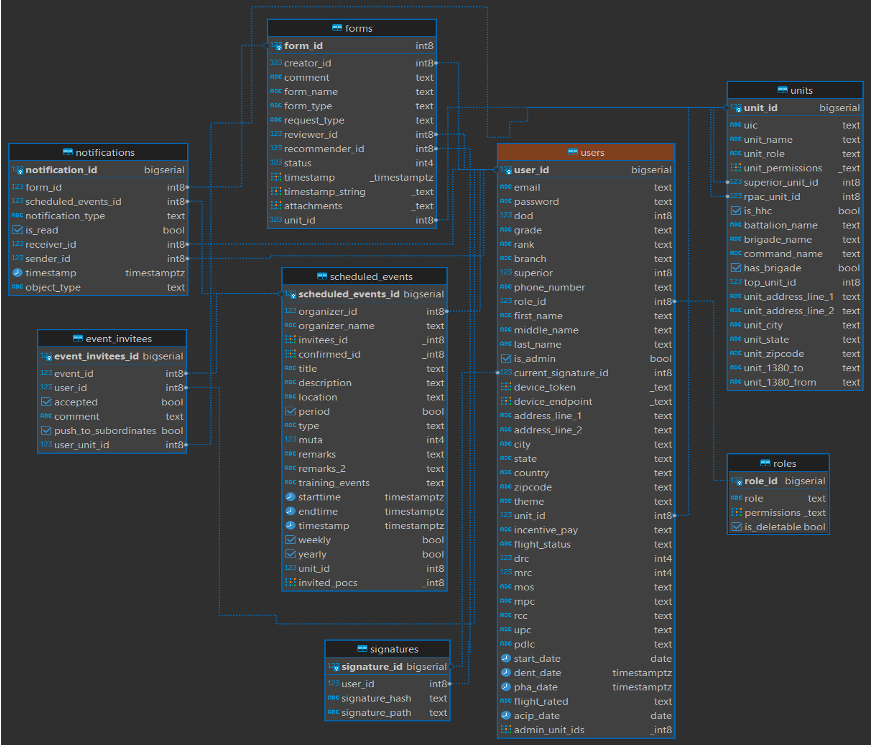 forms
form_id int8
creator_id int8
comment text
form_name text
form_type text
request_type text
reviewer_id int8
recommender_id int8
status int4
timestamp _timestamptz
timestamp_string _text
attachments _text
unit_id int8
notifications
notification_id bigserial
form_id int8
scheduled_events_id int8
notification_type text
is_read bool
receiver_id int8
sender_id int8
timestamp timestamptz
object_type text
event_invitees
event_invitees_id bigserial
event_id int8
user_id int8
accepted bool
comment text
push_to_subordinates bool
user_unit_id int8
scheduled_events
scheduled_events_id bigserial
organizer_id int8
organizer_name text
invitees_id _int8
confirmed_id _int8
title text
description text
location text
period bool
type text
muta int4
remarks text
remarks_2 text
training_events text
starttime timestamptz
endtime timestamptz
timestamp timestamptz
weekly bool
yearly bool
unit_id int8
invited_pocs _int8
signatures
signature_id bigserial
user_id int8
signature_hash text
signature_path text
users
user_id bigserial
email text
password text
dod int8
grade text
rank text
branch text
superior int8
phone_number text
role_id int8
first_name text
middle_name text
last_name text
is_admin bool
current_signature_id int8
device_token _text
device_endpoint _text
address_line_1 text
address_line_2 text
city text
state text
country text
zipcode text
theme text
unit_id int8
incentive_pay text
flight_status text
drc int4
mrc int4
mos text
mpc text
rcc text
upc text
pdlc text
start_date date
dent_date timestamptz
pha_date timestamptz
flight_rated text
acip_date date
admin_unit_ids _int8
units
unit_id bigserial
uic text
unit_name text
unit_role text
unit_permissions _text
superior_unit_id int8
rpac_unit_id int8
is_hhc bool
battalion_name text
brigade_name text
command_name text
has_brigade bool
top_unit_id int8
unit_address_line_1 text
unit_address_line_2 text
unit_city text
unit_state text
unit_zipcode text
unit_1380_to text
unit_1380_from text
roles
role_id bigserial
role text
permissions _text
is_deletable bool